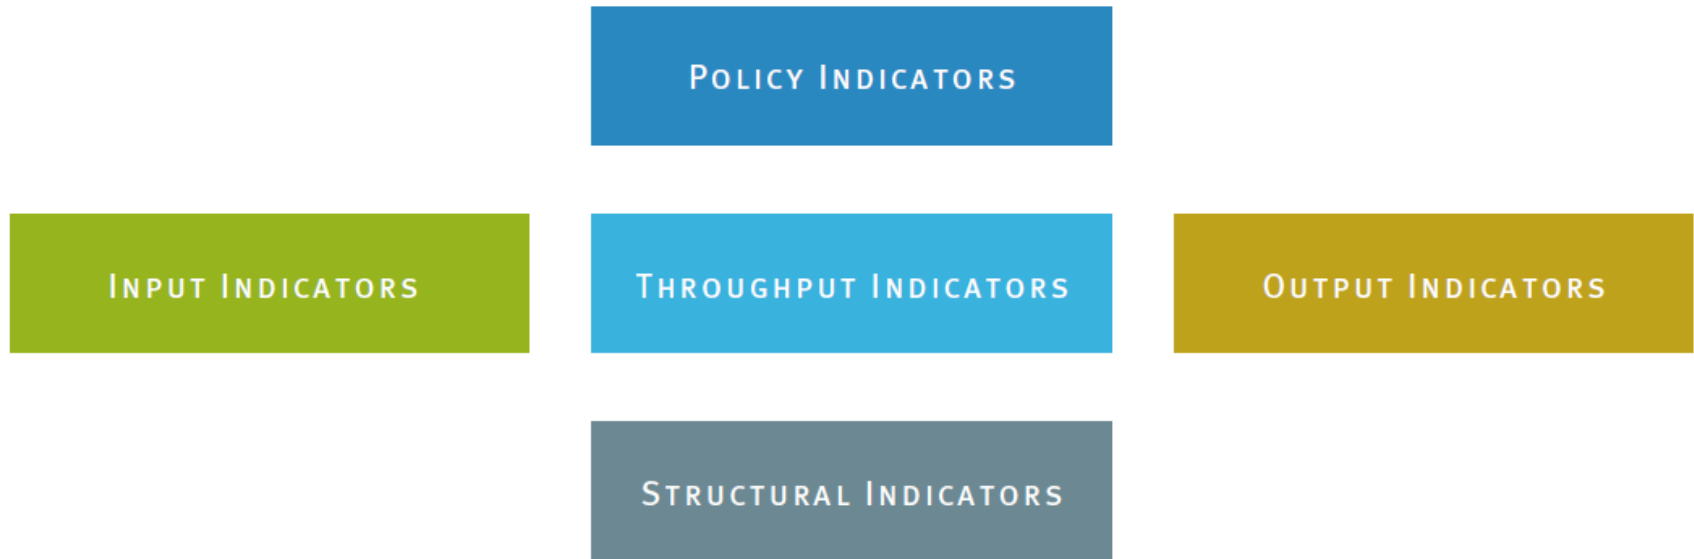 Policy Indicators
Input Indicators
Throughput Indicators
Output Indicators
Structural Indicators